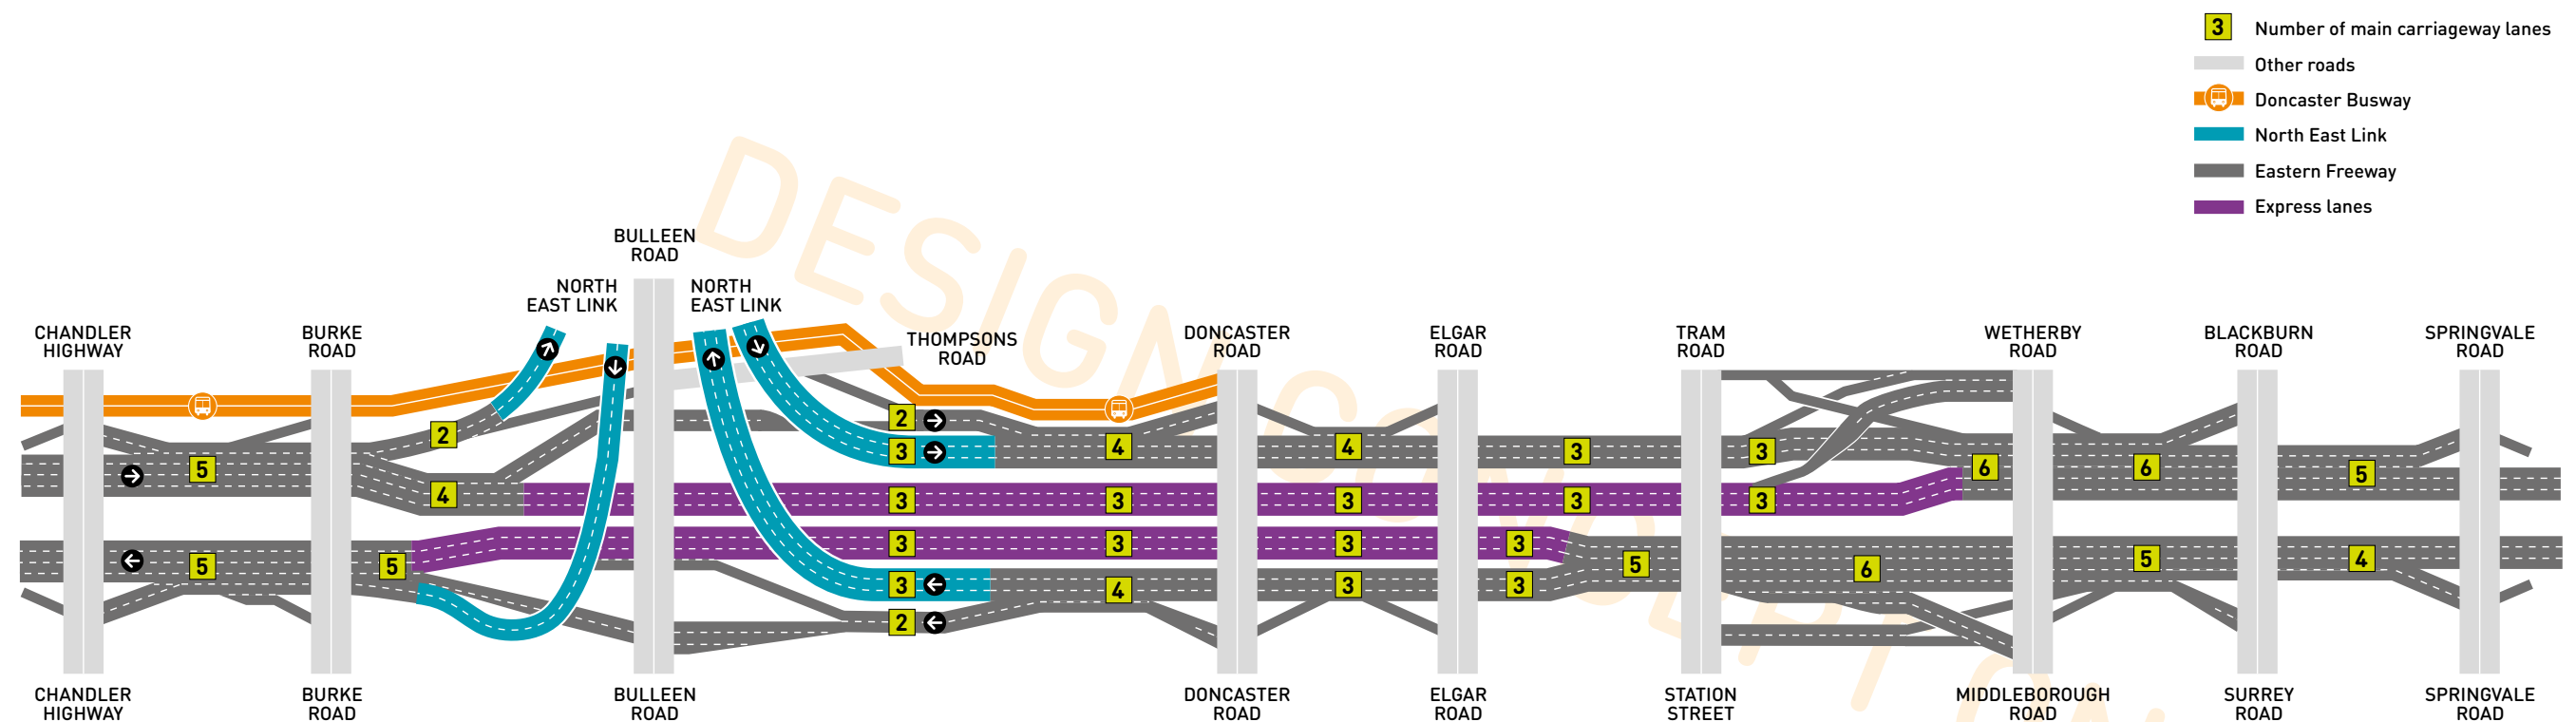 3 Number of main carriageway lanes
Other roads
Doncaster Busway
North East Link
Eastern Freeway
Express lanes
DESIGN CONCEPT ON
BULLEEN
ROAD
NORTH
EAST LINK
NORTH
EAST LINK
CHANDLER
HIGHWAY
BURKE
ROAD
THOMPSONS
ROAD
DONCASTER
ROAD
ELGAR
ROAD
TRAM
ROAD
WETHERBY
ROAD
BLACKBURN
ROAD
SPRINGVALE
ROAD
2
2
5
4
3
4
4
3
3
6
6
5
4
3
3
3
3
3
5
5
3
3
3
3
5
6
5
4
3
4
3
3
2
CHANDLER
HIGHWAY
BURKE
ROAD
BULLEEN
ROAD
DONCASTER
ROAD
ELGAR
ROAD
STATION
STREET
MIDDLEBOROUGH
ROAD
SURREY
ROAD
SPRINGVALE
ROAD